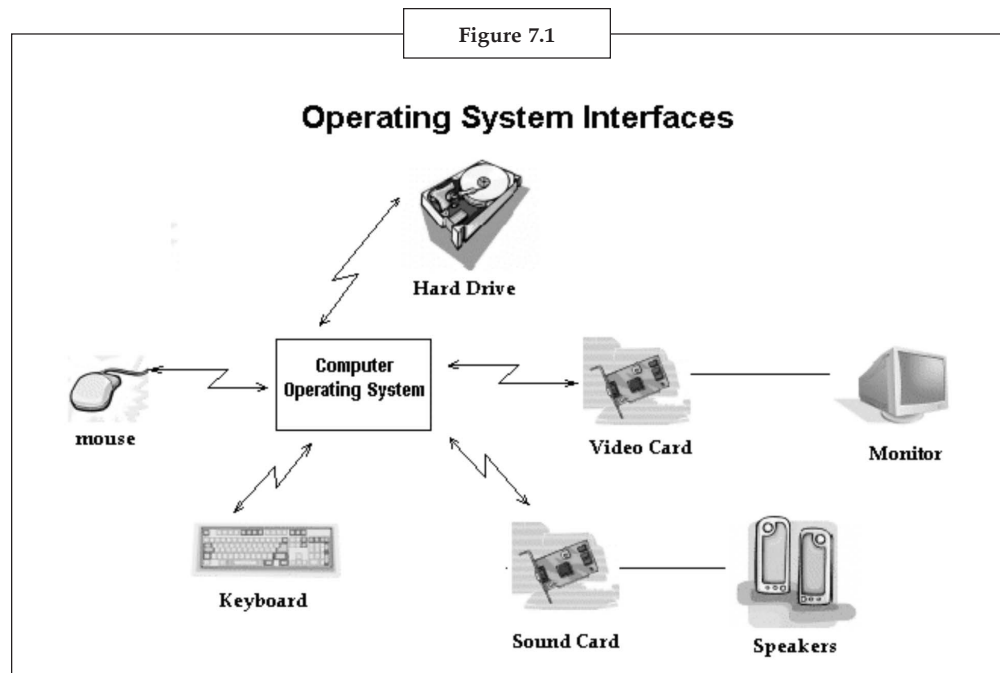 Figure 7.1
Operating System Interfaces
Hard Drive
Computer
Operating System
mouse
Video Card
Monitor
Keyboard
Sound Card
Speakers